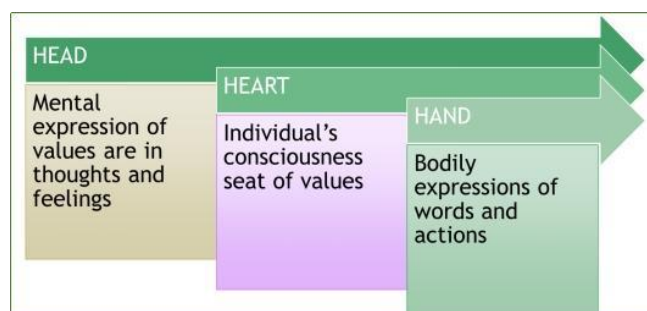 HEAD
Mental
expression of
values are in
thoughts and
feelings
HEART
Individual’s
consciousness
seat of values
HAND
Bodily
expressions of
words and
actions